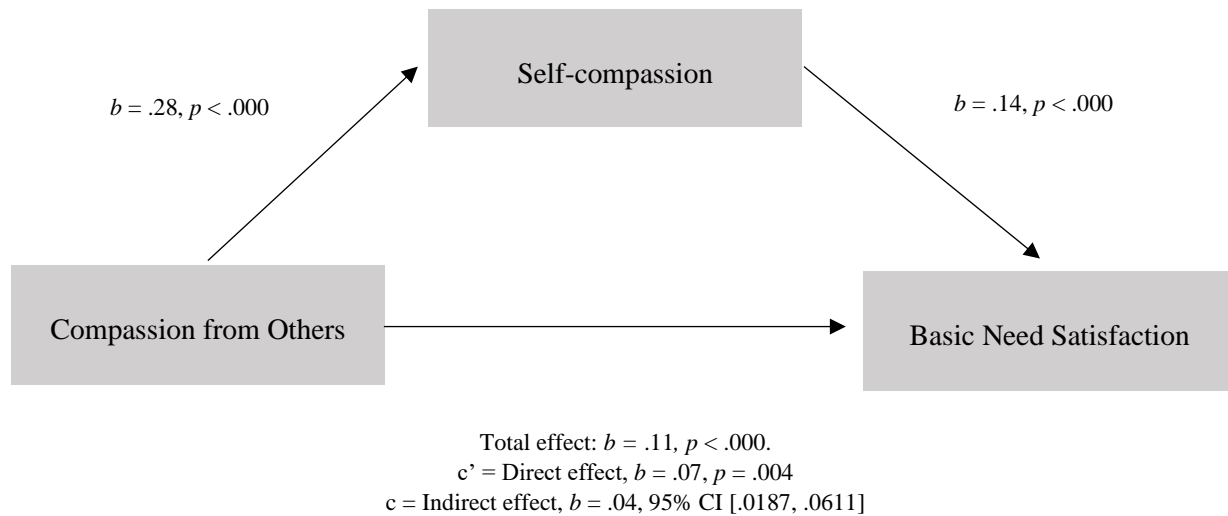 Self-compassion
b = .28, p < .000
b = .14, p < .000
Compassion from Others
Basic Need Satisfaction
Total effect: b = .11, p < .000.
c’ = Direct effect, b = .07, p = .004
c = Indirect effect, b = .04, 95% CI [.0187, .0611]